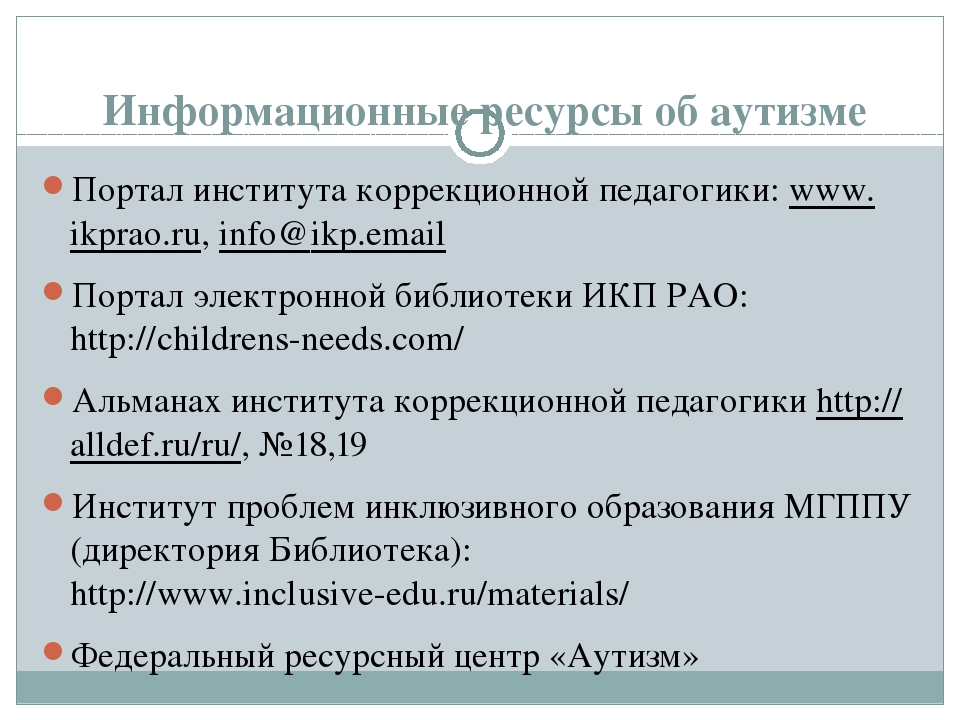 Информационные ресурсы об аутизме
Портал института коррекционной педагогики: www.
ikprao.ru, info@ikp.email
Портал электронной библиотеки ИКП РАО:
http://childrens-needs.com/
Альманах института коррекционной педагогики http://
alldef.ru/ru/, №18,19
Институт проблем инклюзивного образования МГППУ
(директория Библиотека):
http://www.inclusive-edu.ru/materials/
Федеральный ресурсный центр «Аутизм»